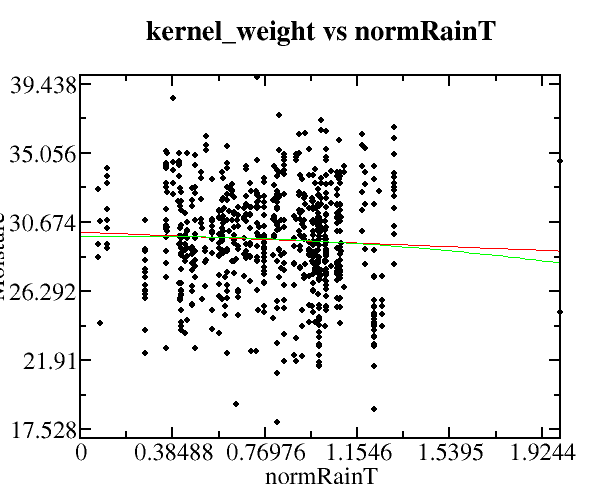 kernel_weight vs normRainT
39.438
35.056
30.674
26.292
21.91
17.528
0 0.38488 0.76976 1.1546 1.5395 1.9244
normRainT